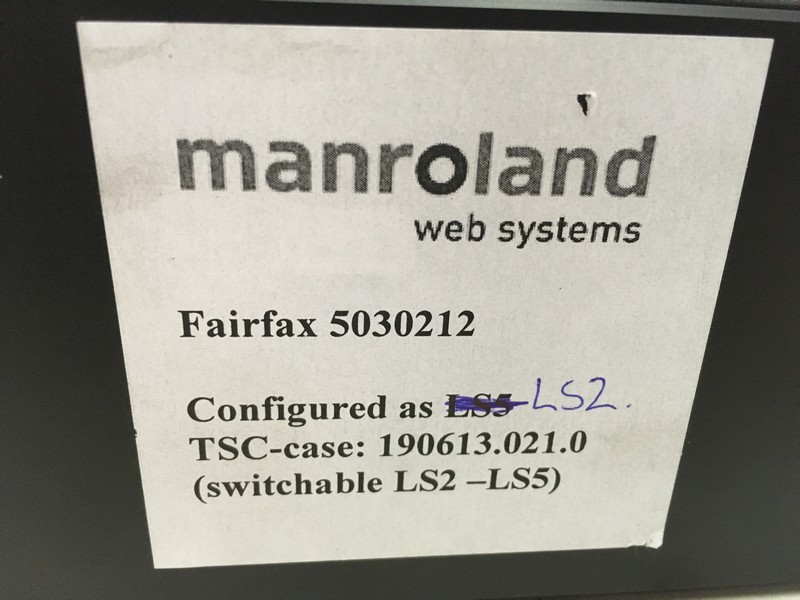 manroland
web systems
Fairfax 5030212
Configured as LS5 LS2.
TSC-case: 190613.021.0
(switchable LS2 –LS5)